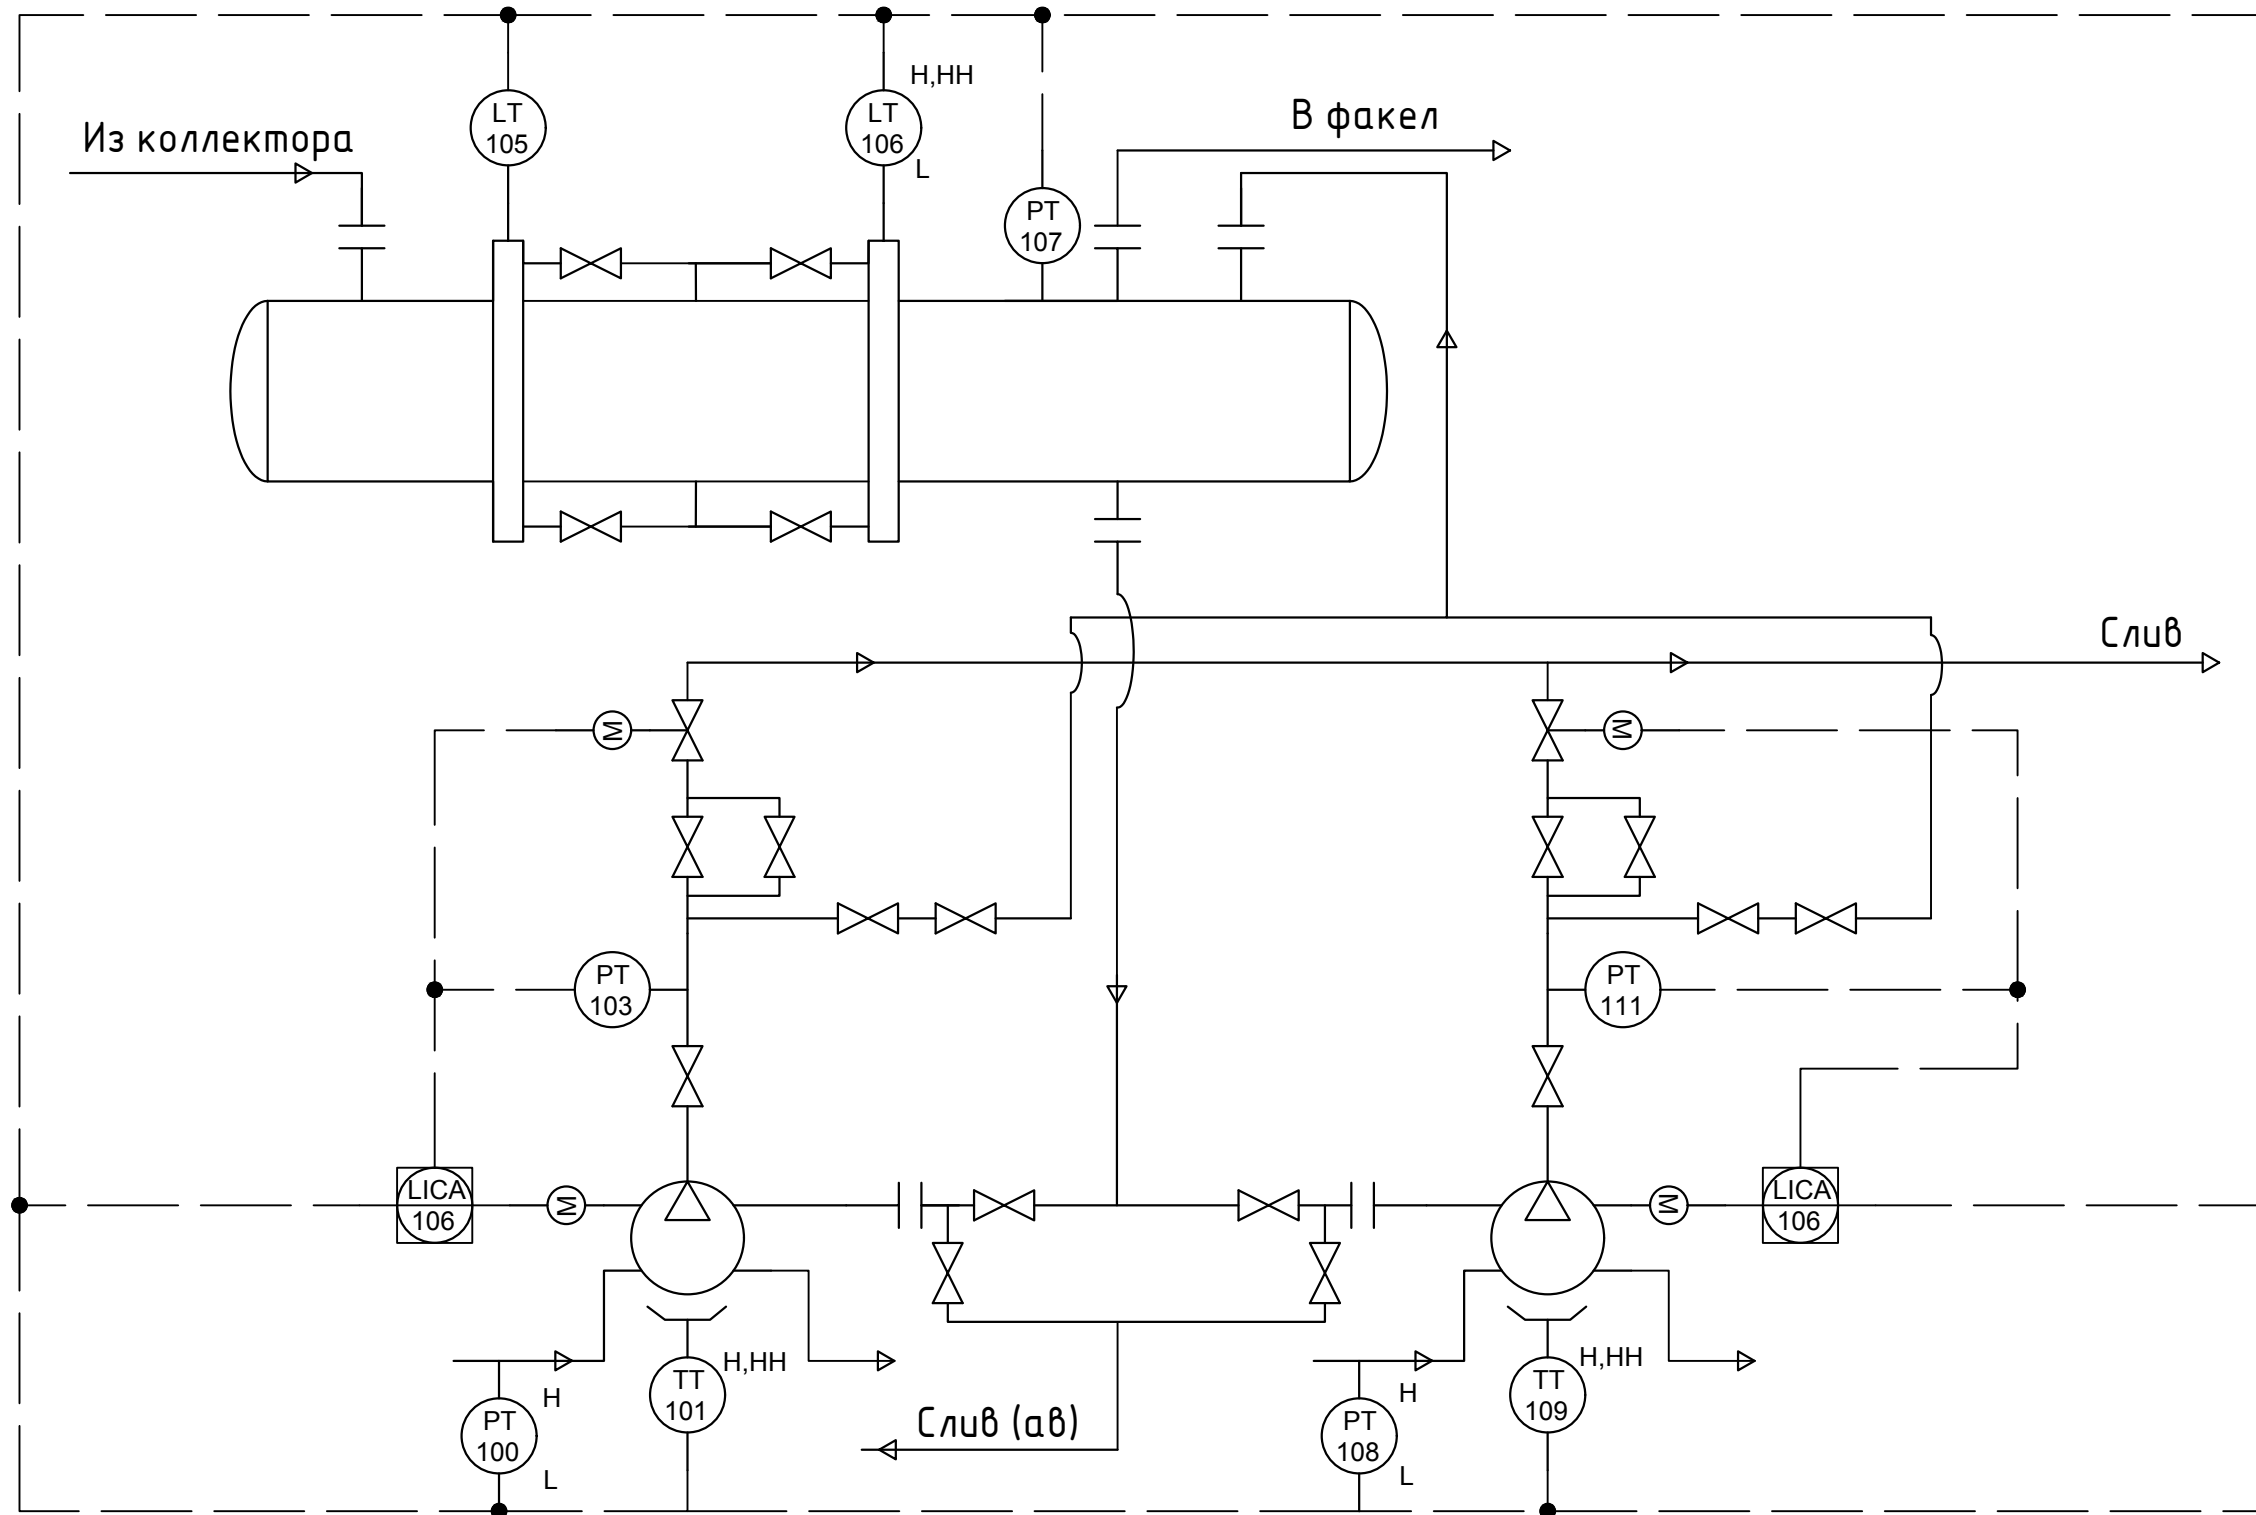 H,HH
LT
105
LT
106
В факел
Из коллектора
L
PT
107
Слив
M
M
PT
103
PT
111
LICA
106
M
M
LICA
106
H,HH
H,HH
TT
101
TT
109
H
H
PT
100
Слив (ав)
PT
108
L
L